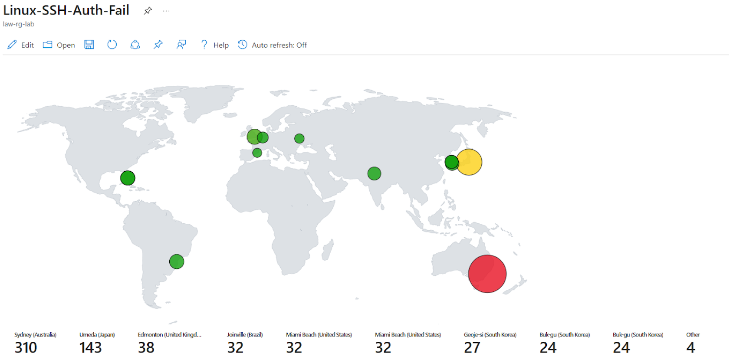 Linux-SSH-Auth-Fail
law-rg-lab
Edit Open Help Auto refresh: Off
Sydney (Australia) Umeda (Japan) Edmonton (United Kingd... Joinville (Brazil) Miami Beach (United States) Miami Beach (United States) Geoje-si (South Korea) Buk-gu (South Korea) Buk-gu (South Korea) Other
310 143 38 32 32 32 27 24 24 4